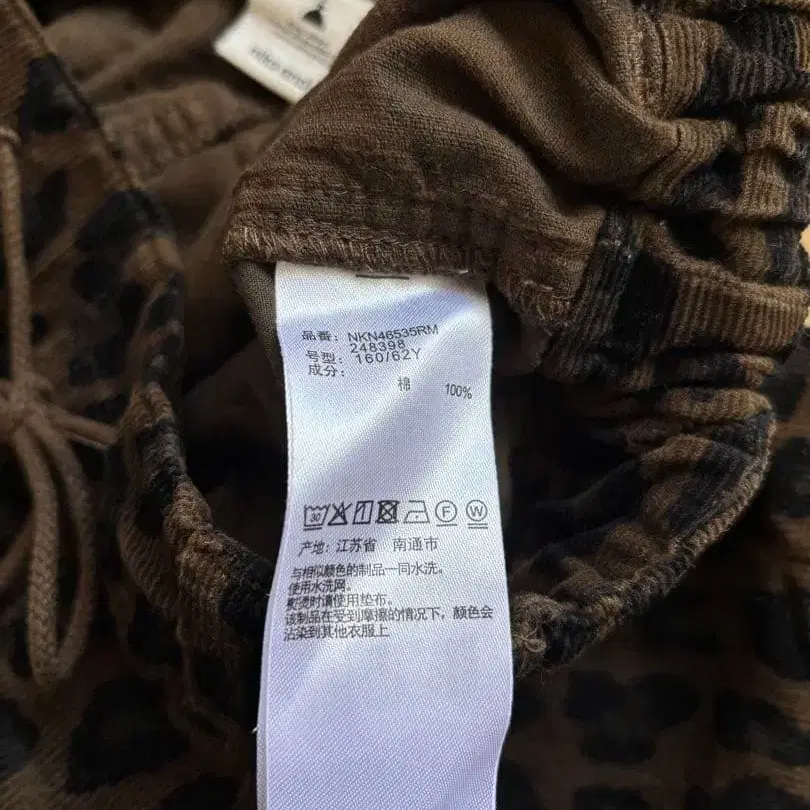 品番: NKN46535RM
248398
号型: 160/62Y
成分:
棉 100%
30 F W
产地: 江苏省 南通市
与相似颜色的制品一同水洗。
使用水洗网。
熨烫时请使用垫布。
该制品在受到摩擦的情况下，颜色会
沾染到其他衣服上